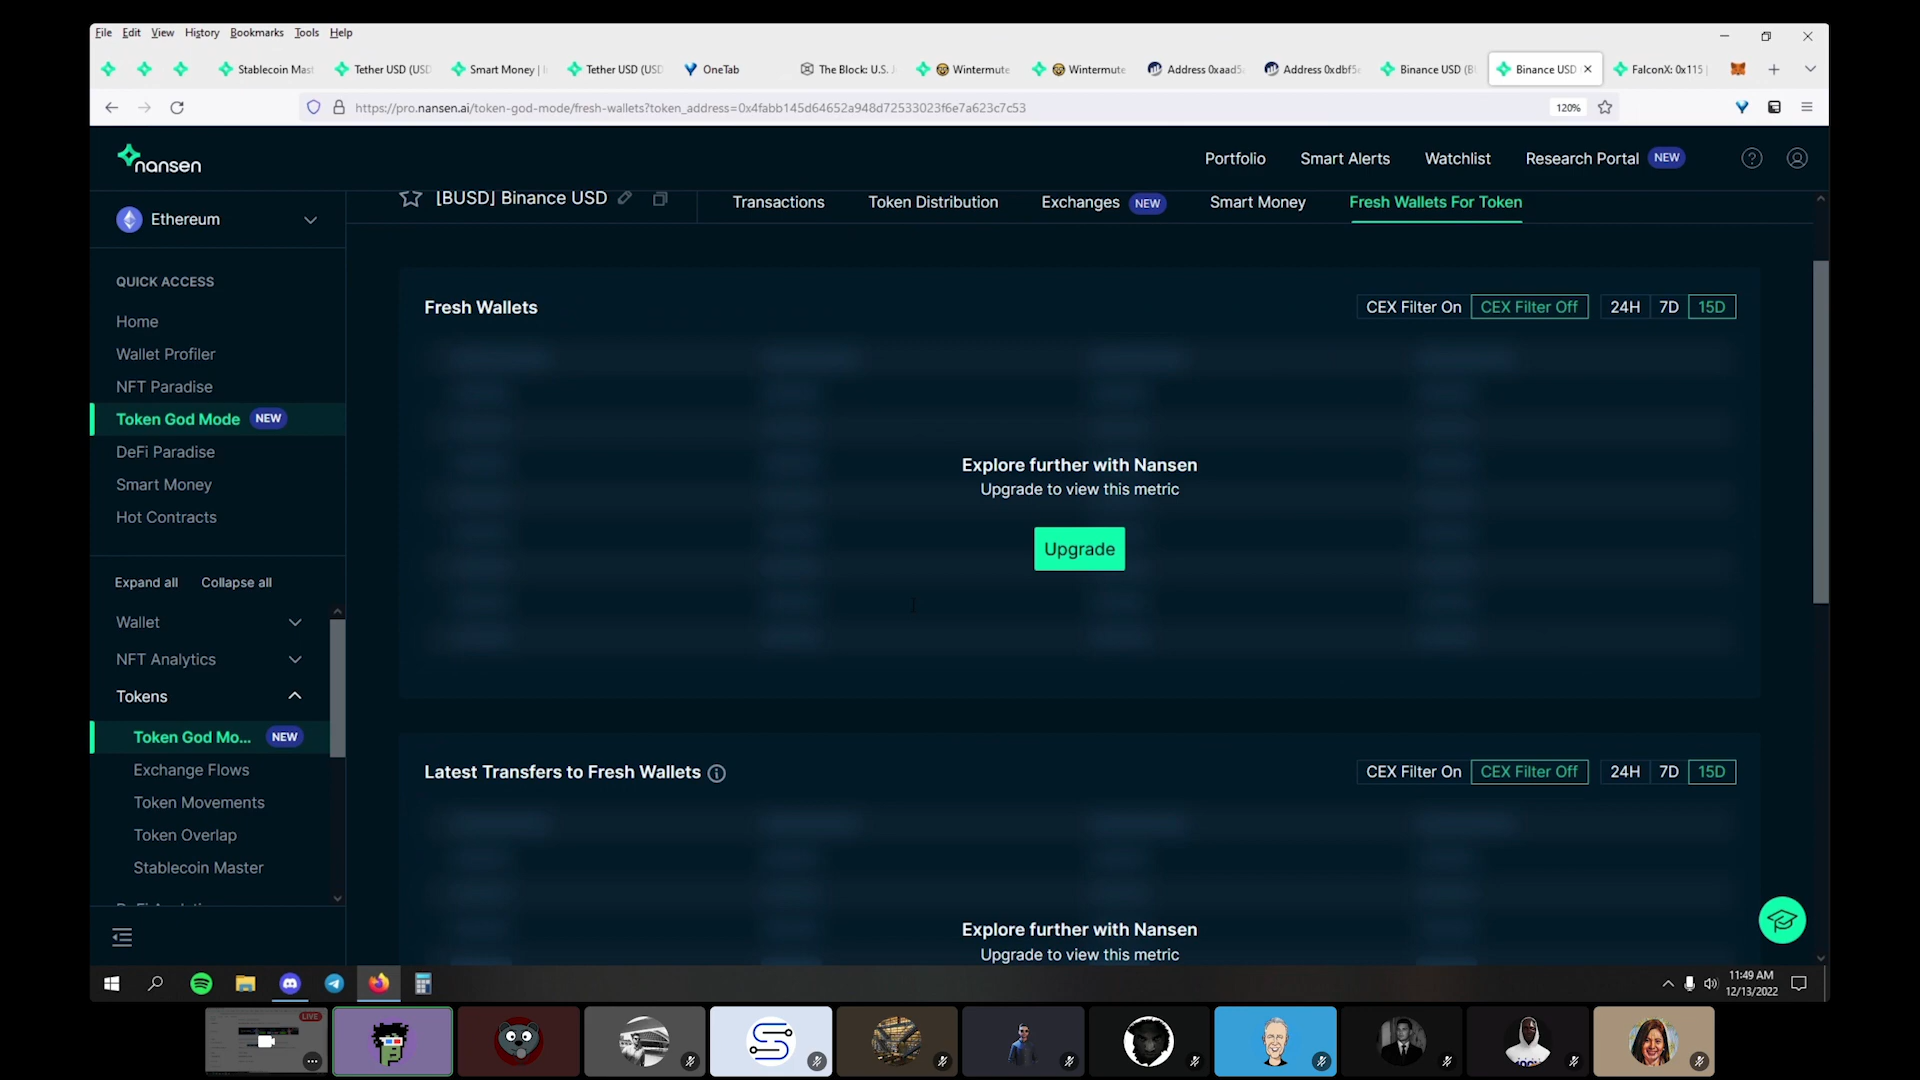 File Edit View History Bookmarks Tools Help
Stablecoin Mas Tether USD (USD Smart Money | Tether USD (USD OneTab The Block: U.S. Wintermute Wintermute Address 0xaad5 Address 0xdbf5 Binance USD (B Binance USD FalconX: 0x115
https://pro.nansen.ai/token-god-mode/fresh-wallets?token_address=0x4fabb145d64652a948d72533023f6e7a623c7c53 120%
nansen Portfolio Smart Alerts Watchlist Research Portal NEW
Ethereum
[BUSD] Binance USD Transactions Token Distribution Exchanges NEW Smart Money Fresh Wallets For Token
QUICK ACCESS
Home
Wallet Profiler
NFT Paradise
Token God Mode NEW
DeFi Paradise
Smart Money
Hot Contracts
Expand all Collapse all
Wallet
NFT Analytics
Tokens
Token God Mo... NEW
Exchange Flows
Token Movements
Token Overlap
Stablecoin Master
Fresh Wallets CEX Filter On CEX Filter Off 24H 7D 15D
Explore further with Nansen
Upgrade to view this metric
Upgrade
Latest Transfers to Fresh Wallets CEX Filter On CEX Filter Off 24H 7D 15D
Explore further with Nansen
Upgrade to view this metric
11:49 AM
12/13/2022
LIVE